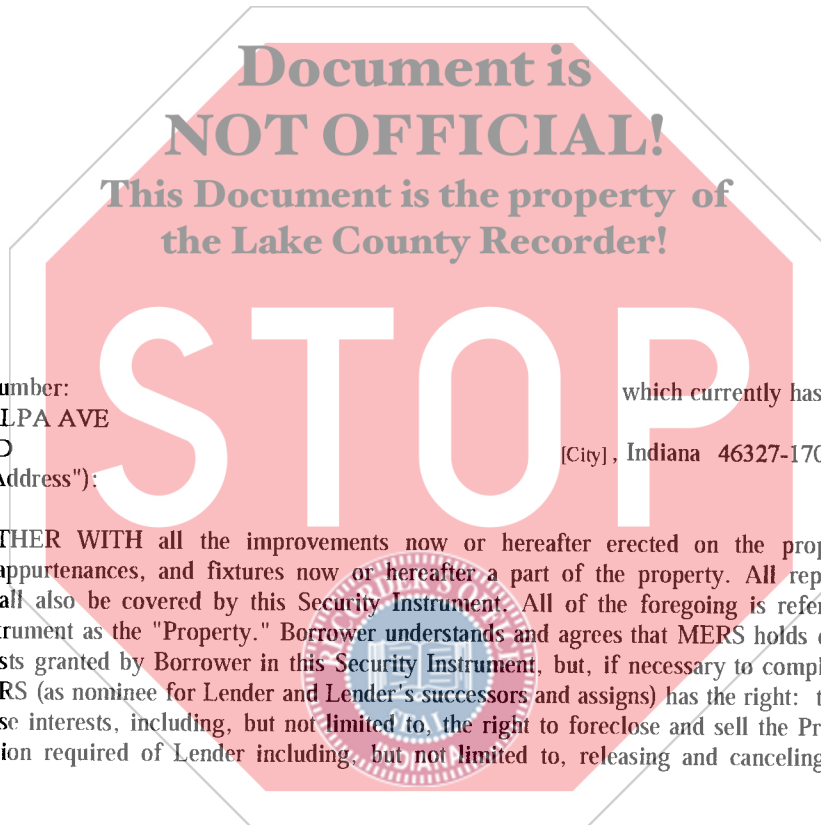 Document is
NOT OFFICIAL!
This Document is the property of
the Lake County Recorder!
STOP
umber: which currently has
LPA AVE
D [City] , Indiana 46327-170
Address"):
THER WITH all the improvements now or hereafter erected on the prop
appurtenances, and fixtures now or hereafter a part of the property. All rep
all also be covered by this Security Instrument. All of the foregoing is refer
trument as the "Property." Borrower understands and agrees that MERS holds
sts granted by Borrower in this Security Instrument, but, if necessary to compl
RS (as nominee for Lender and Lender's successors and assigns) has the right: t
se interests, including, but not limited to, the right to foreclose and sell the Pr
ion required of Lender including, but not limited to, releasing and canceling
RECORDER'S OFFICE
INDIANA